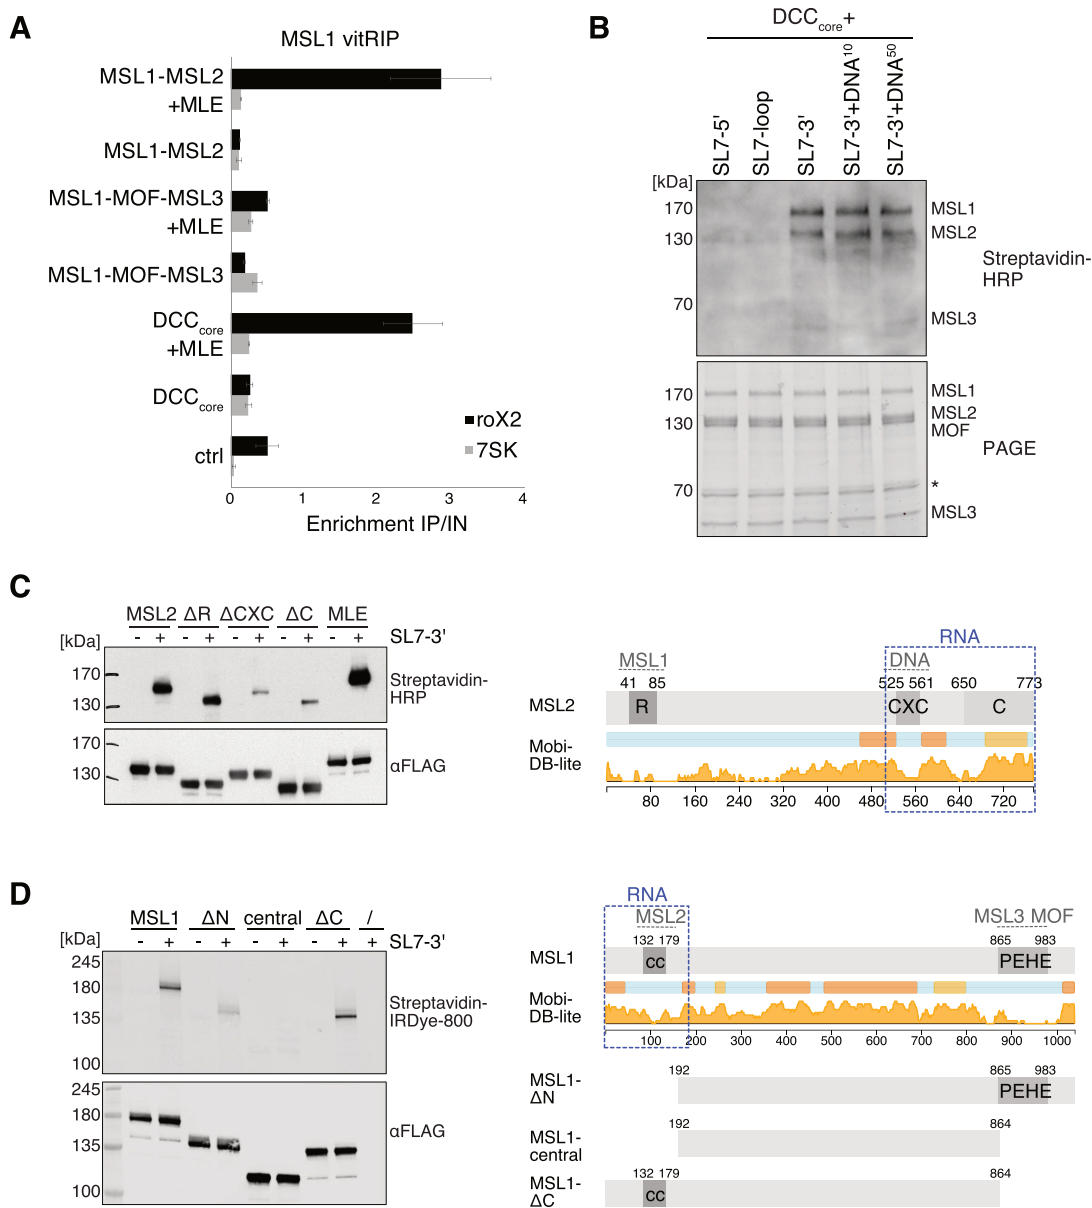 A
MSL1 vitRIP
MSL1-MSL2
+MLE
MSL1-MSL2
MSL1-MOF-MSL3
+MLE
MSL1-MOF-MSL3
DCCcore
+MLE
DCCcore
ctrl
roX2
7SK
0 1 2 3 4
Enrichment IP/IN
B
DCCcore+
SL7-5'
SL7-loop
SL7-3'
SL7-3'+DNA10
SL7-3'+DNA50
[kDa]
170
130
70
MSL1
MSL2
MSL3
Streptavidin-
HRP
170
130
70
MSL1
MSL2
MOF
*
MSL3
PAGE
C
MSL2 ΔR ΔCXC ΔC MLE
[kDa] - + - + - + - + - + SL7-3'
170
130
Streptavidin-
HRP
170
130
αFLAG
RNA
MSL1 DNA
41 85 525 561 650 773
MSL2 R CXC C
Mobi-
DB-lite
80 160 240 320 400 480 560 640 720
D
MSL1 ΔN central ΔC /
[kDa] - + - + - + - + + SL7-3'
245
180
135
100
Streptavidin-
IRDye-800
245
180
135
100
αFLAG
RNA
MSL2 MSL3 MOF
132 179 865 983
MSL1 cc PEHE
Mobi-
DB-lite
100 200 300 400 500 600 700 800 900 1000
192 865 983
MSL1-
ΔN
PEHE
192 864
MSL1-
central
132 179 864
MSL1-
ΔC
cc